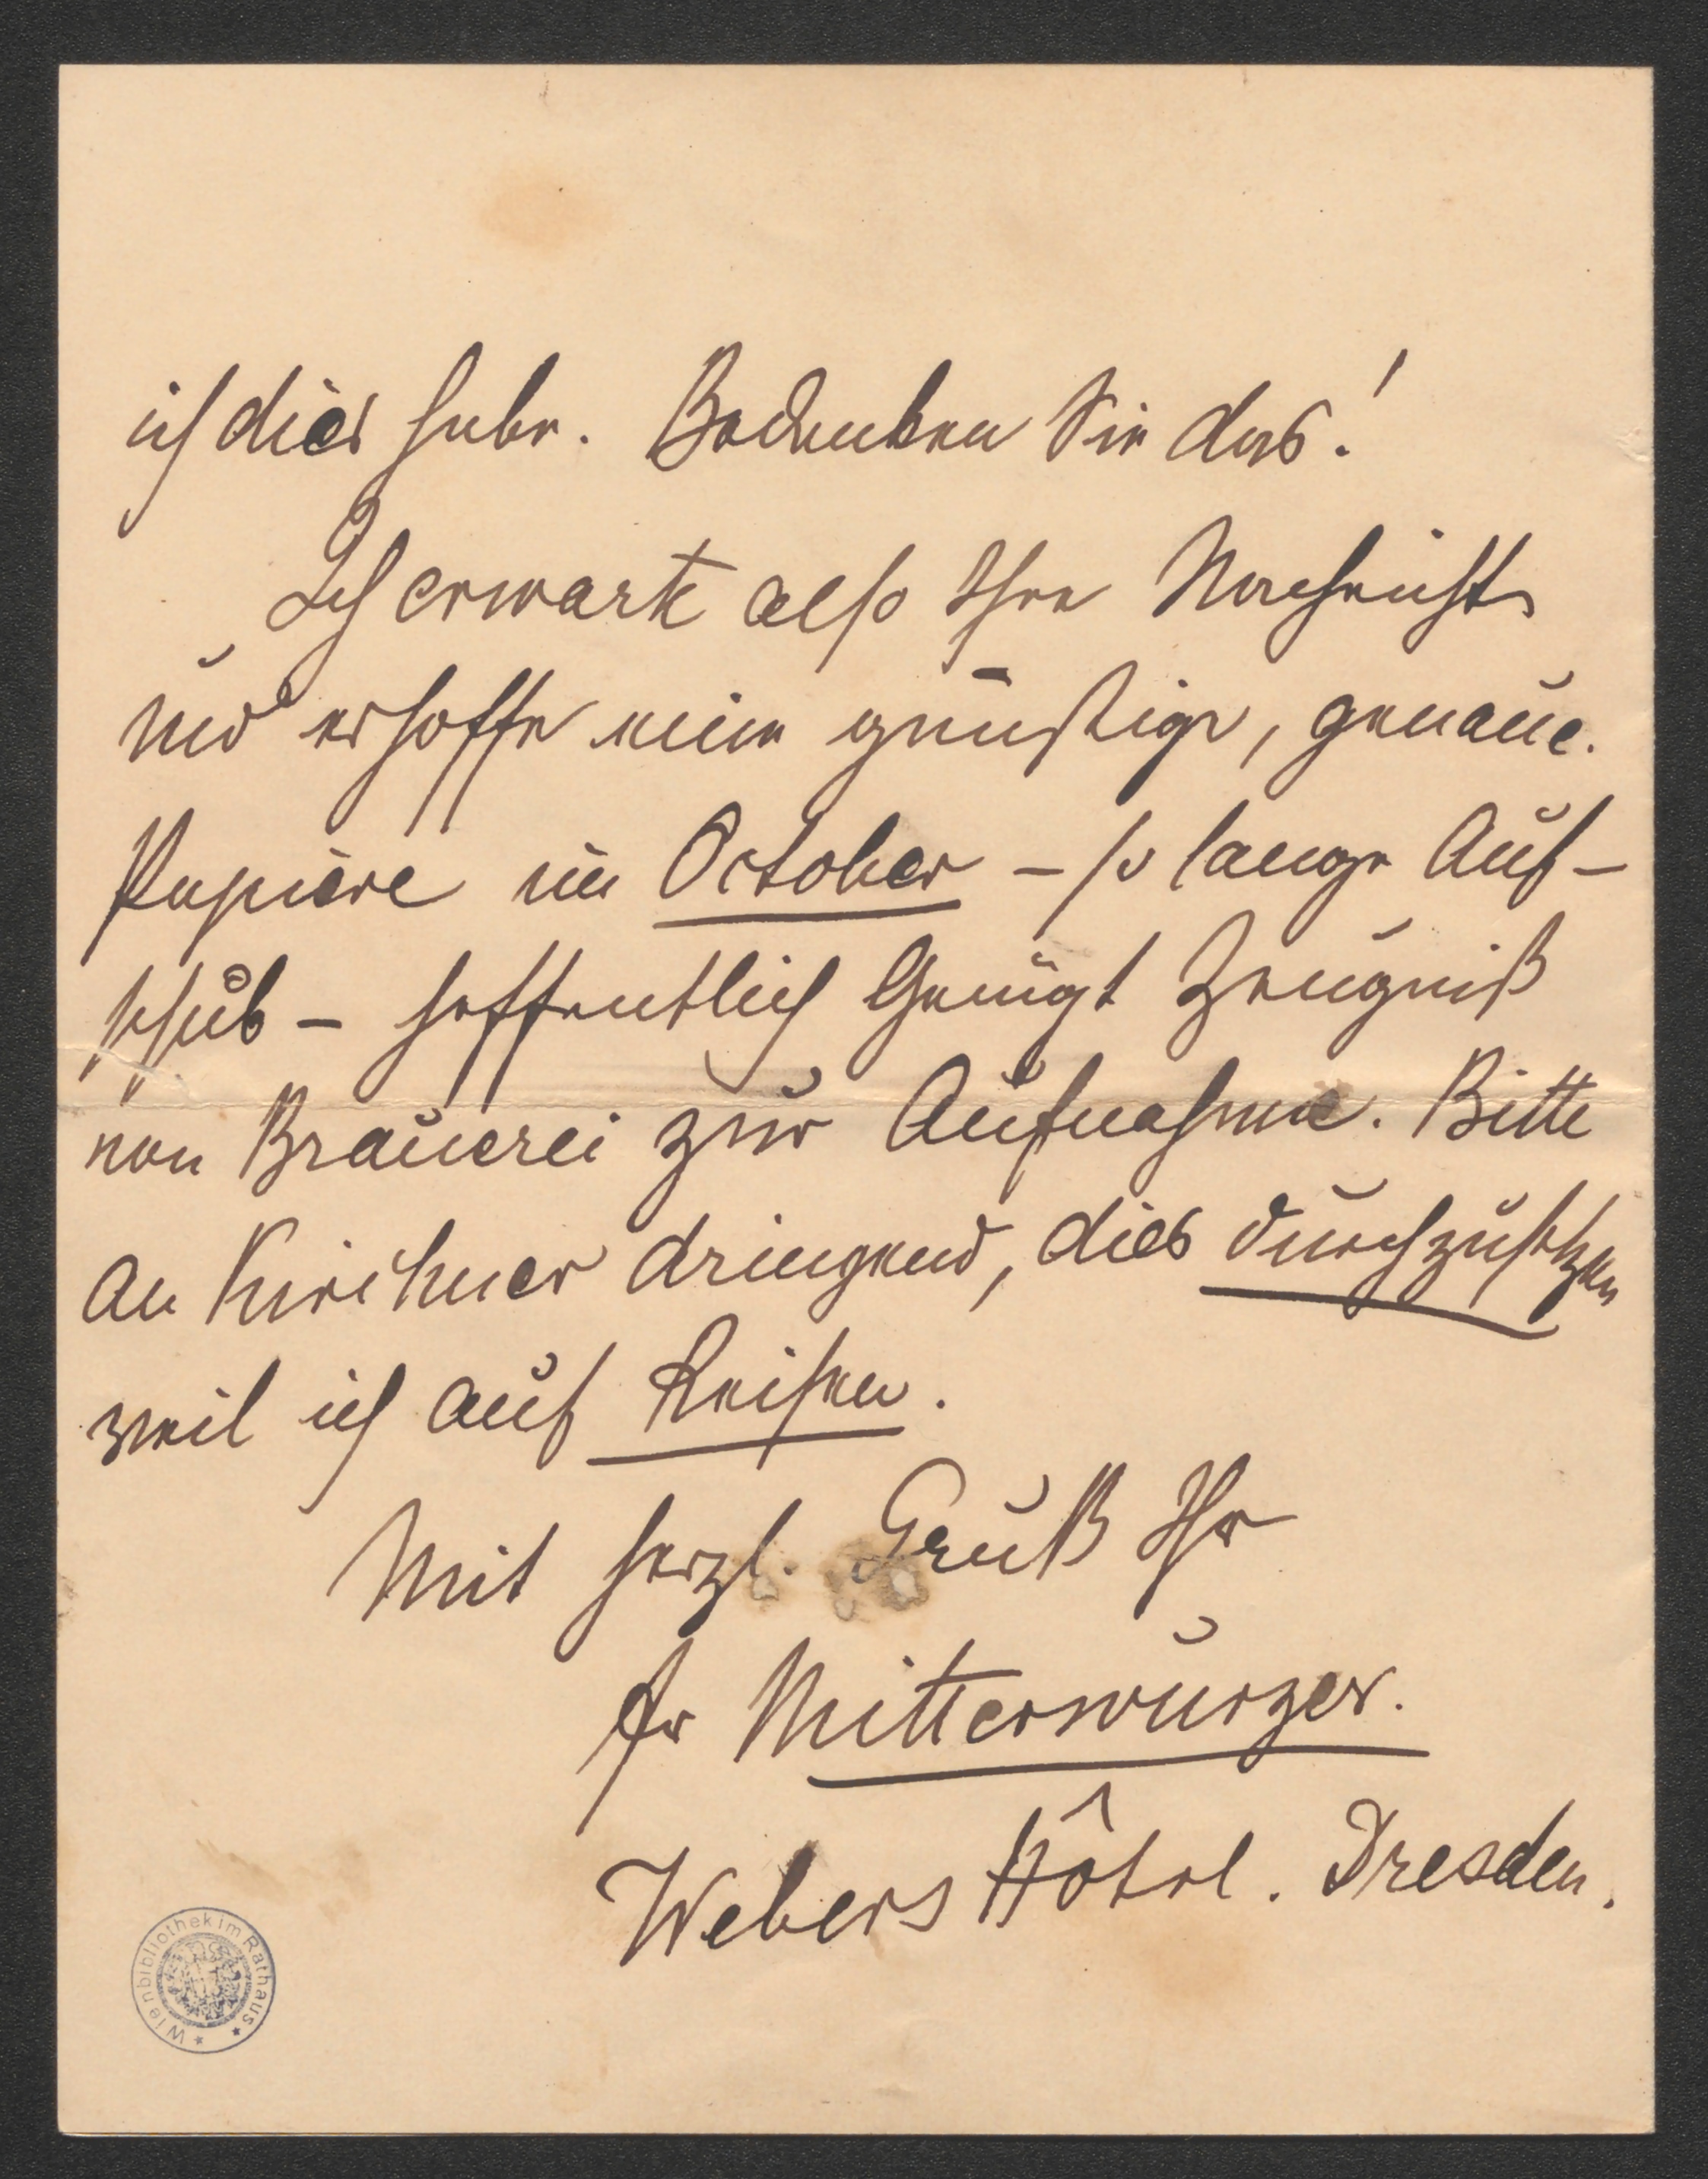 ich dies habe. Bedenken Sie das!
Ich erwarte also Ihre Nachricht
und erhoffe eine günstige, genaue.
Papiere im October – so lange Auf-
schub – hoffentlich Genügt Zeugniß
von Brauerei zur Aufnahme. Bitte
an Kirchner dringend, dies durchzusetzen
weil ich auf Reisen.
Mit herzl. Gruß Ihr
Fr Mitterwurzer.
Webers Hôtel. Dresden.
Wienbibliothek im Rathaus